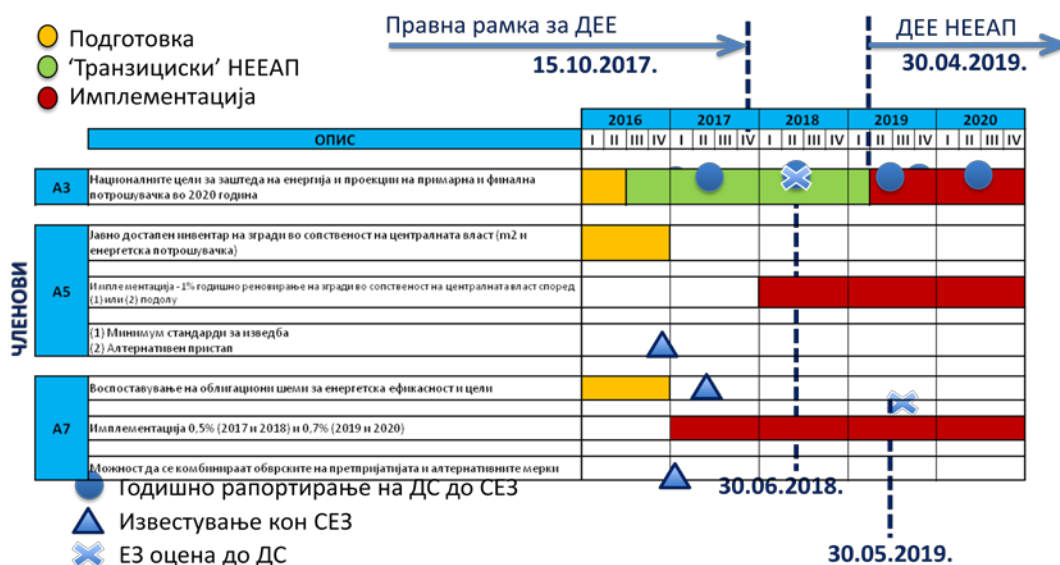 Правна рамка за ДЕЕ
ДЕЕ НЕЕАП
15.10.2017.
30.04.2019.
Подготовка
‘Транзициски’ НЕЕАП
Имплементација
ОПИС
2016 2017 2018 2019 2020
I II III IV I II III IV I II III IV I II III IV I II III IV
ЧЛЕНОВИ
А3
Националните цели за заштеда на енергија и проекции на примарна и финална
потрошувачка во 2020 година
А5
Јавно достапен инвентар на згради во сопственост на централната власт (m2 и
енергетска потрошувачка)
Имплементација - 1% годишно реновирање на згради во сопственост на централната власт според
(1) или (2) подолу
(1) Минимум стандарди за изведба
(2) Алтернативен пристап
А7
Воспоставување на облигациони шеми за енергетска ефикасност и цели
Имплементација 0,5% (2017 и 2018) и 0,7% (2019 и 2020)
Можност да се комбинираат обврските на претпријатијата и алтернативните мерки
Годишно рапортирање на ДС до СЕЗ
30.06.2018.
Известување кон СЕЗ
ЕЗ оцена до ДС
30.05.2019.